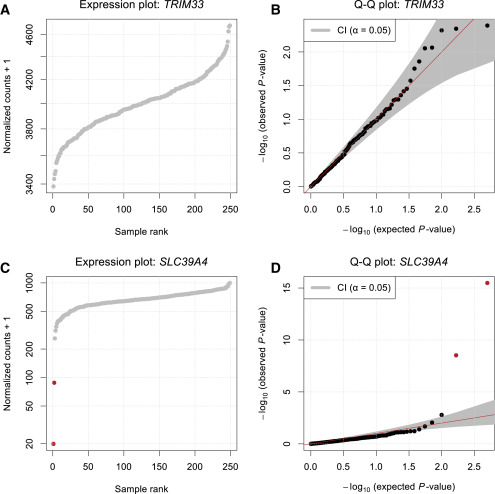 A
Expression plot: TRIM33
Normalized counts + 1
4600
4200
3800
3400
0
50
100
150
200
250
Sample rank
B
Q-Q plot: TRIM33
CI (α = 0.05)
−log10 (observed P-value)
2.0
1.5
1.0
0.5
0.0
0.0
0.5
1.0
1.5
2.0
2.5
−log10 (expected P-value)
C
Expression plot: SLC39A4
Normalized counts + 1
1000
500
200
100
50
20
0
50
100
150
200
250
Sample rank
D
Q-Q plot: SLC39A4
CI (α = 0.05)
−log10 (observed P-value)
15
10
5
0
0.0
0.5
1.0
1.5
2.0
2.5
−log10 (expected P-value)